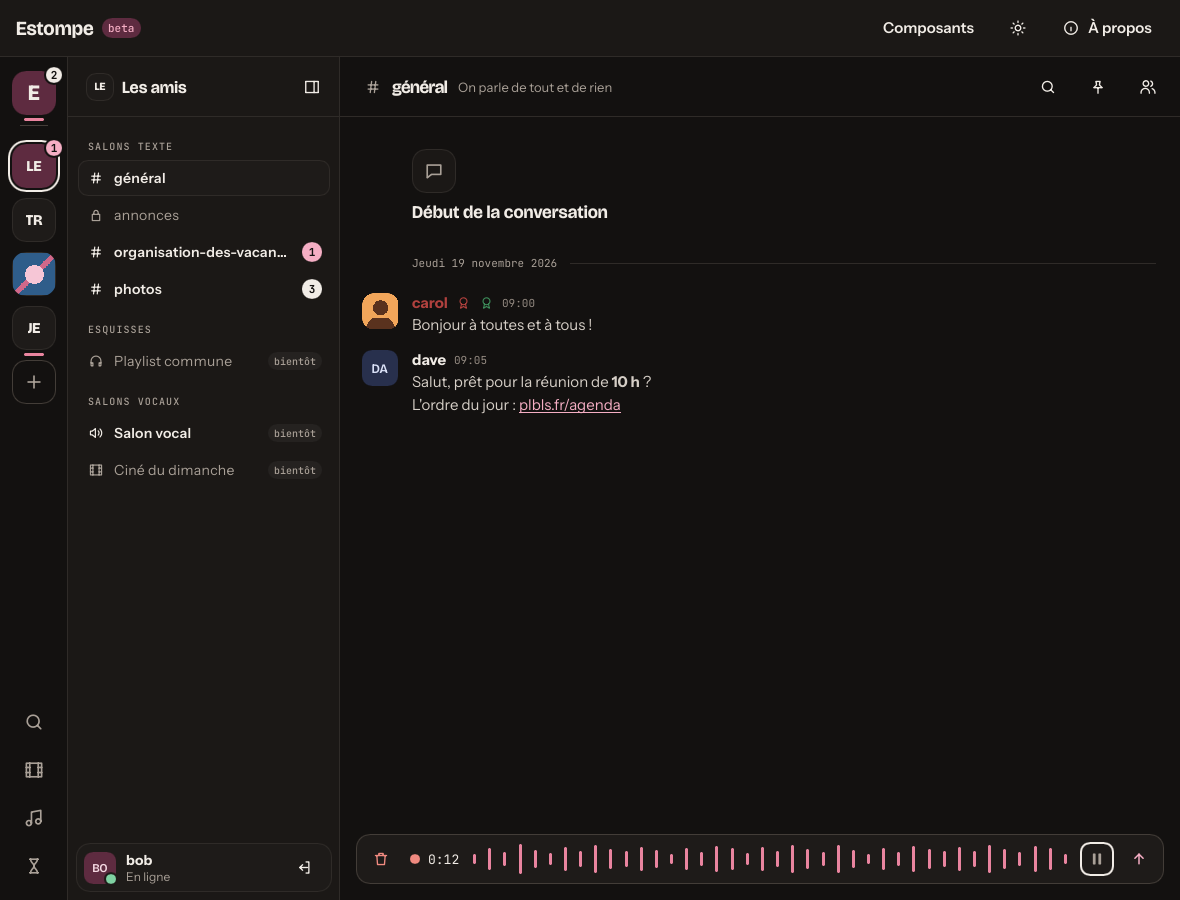 Estompe beta
Composants
À propos
E 2
LE 1
TR
JE
LE Les amis
SALONS TEXTE
# général
annonces
# organisation-des-vacan… 1
# photos 3
ESQUISSES
Playlist commune bientôt
SALONS VOCAUX
Salon vocal bientôt
Ciné du dimanche bientôt
BO bob
En ligne
# général On parle de tout et de rien
Début de la conversation
Jeudi 19 novembre 2026
carol 09:00
Bonjour à toutes et à tous !
DA dave 09:05
Salut, prêt pour la réunion de 10 h ?
L'ordre du jour : plbls.fr/agenda
0:12